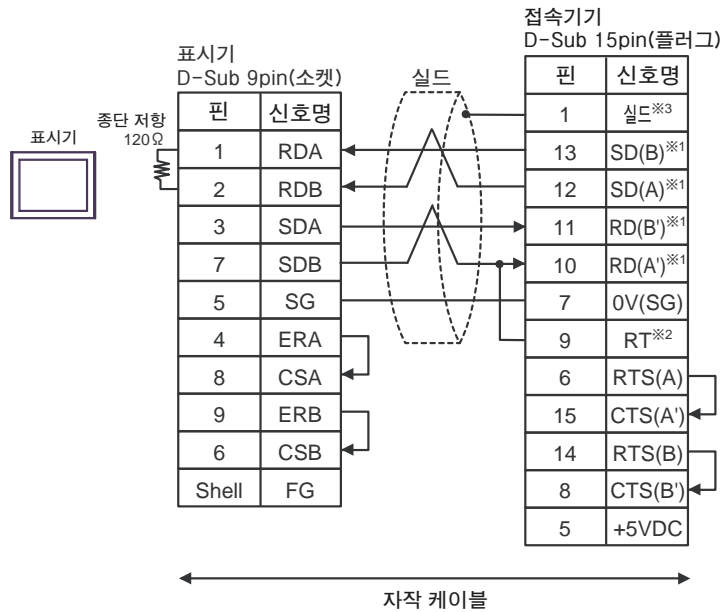 접속기기
D-Sub 15pin(플러그)
표시기
D-Sub 9pin(소켓)
실드
핀 신호명
1 실드※3
13 SD(B)※1
12 SD(A)※1
11 RD(B')※1
10 RD(A')※1
7 0V(SG)
9 RT※2
6 RTS(A)
15 CTS(A')
14 RTS(B)
8 CTS(B')
5 +5VDC
핀 신호명
1 RDA
2 RDB
3 SDA
7 SDB
5 SG
4 ERA
8 CSA
9 ERB
6 CSB
Shell FG
종단 저항
120Ω
표시기
자작 케이블